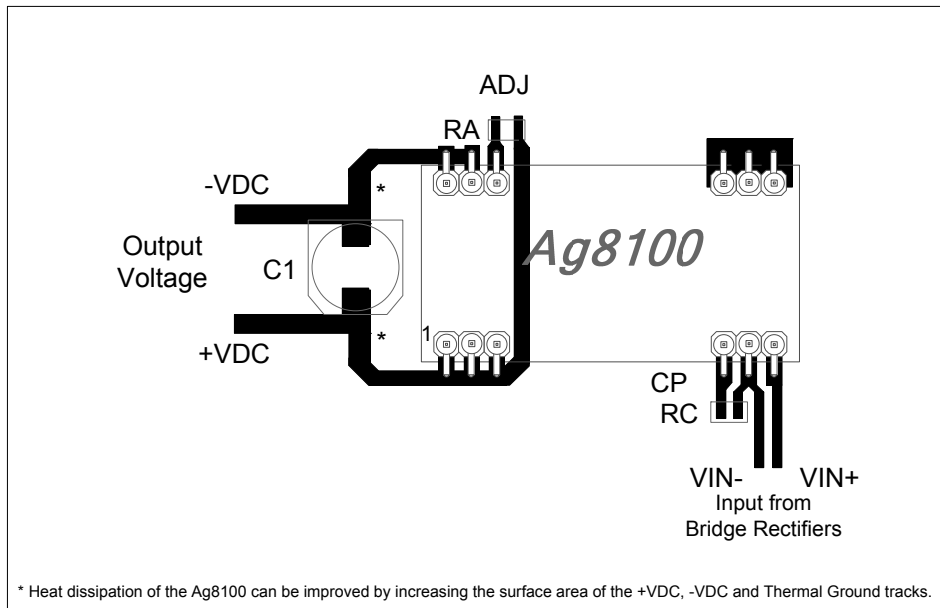 ADJ
RA
-VDC
*
Output
Voltage
C1
Ag8100
1
*
+VDC
CP
RC
VIN-
VIN+
Input from
Bridge Rectifiers
* Heat dissipation of the Ag8100 can be improved by increasing the surface area of the +VDC, -VDC and Thermal Ground tracks.